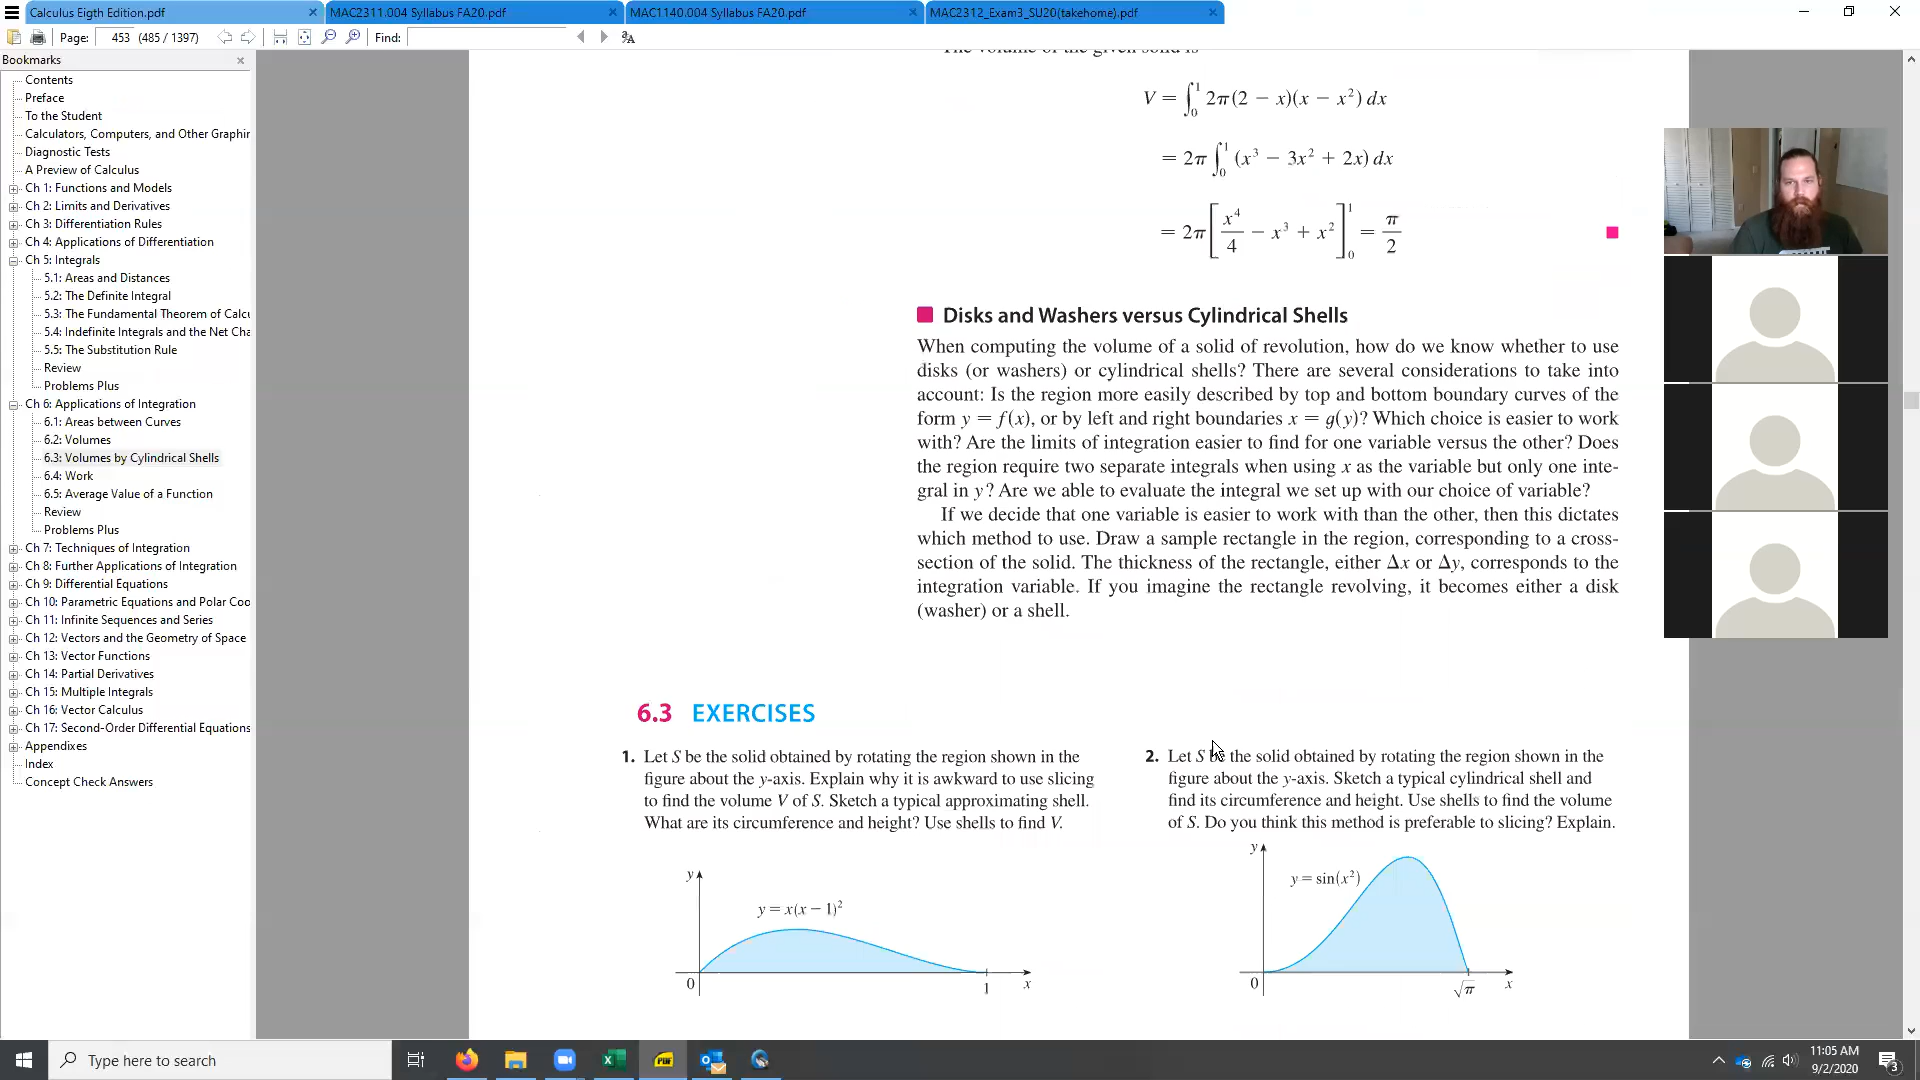 Calculus Eigth Edition.pdf
MAC2311.004 Syllabus FA20.pdf
MAC1140.004 Syllabus FA20.pdf
MAC2312_Exam3_SU20(takehome).pdf
Page: 453 (485 / 1397)
Find:
Bookmarks
Contents
Preface
To the Student
Calculators, Computers, and Other Graphin
Diagnostic Tests
A Preview of Calculus
Ch 1: Functions and Models
Ch 2: Limits and Derivatives
Ch 3: Differentiation Rules
Ch 4: Applications of Differentiation
Ch 5: Integrals
5.1: Areas and Distances
5.2: The Definite Integral
5.3: The Fundamental Theorem of Calcu
5.4: Indefinite Integrals and the Net Cha
5.5: The Substitution Rule
Review
Problems Plus
Ch 6: Applications of Integration
6.1: Areas between Curves
6.2: Volumes
6.3: Volumes by Cylindrical Shells
6.4: Work
6.5: Average Value of a Function
Review
Problems Plus
Ch 7: Techniques of Integration
Ch 8: Further Applications of Integration
Ch 9: Differential Equations
Ch 10: Parametric Equations and Polar Coo
Ch 11: Infinite Sequences and Series
Ch 12: Vectors and the Geometry of Space
Ch 13: Vector Functions
Ch 14: Partial Derivatives
Ch 15: Multiple Integrals
Ch 16: Vector Calculus
Ch 17: Second-Order Differential Equations
Appendixes
Index
Concept Check Answers
The volume of the given solid is
V = ∫₀¹ 2π(2 − x)(x − x²) dx
= 2π ∫₀¹ (x³ − 3x² + 2x) dx
= 2π [x⁴/4 − x³ + x²]₀¹ = π/2
Disks and Washers versus Cylindrical Shells
When computing the volume of a solid of revolution, how do we know whether to use
disks (or washers) or cylindrical shells? There are several considerations to take into
account: Is the region more easily described by top and bottom boundary curves of the
form y = f(x), or by left and right boundaries x = g(y)? Which choice is easier to work
with? Are the limits of integration easier to find for one variable versus the other? Does
the region require two separate integrals when using x as the variable but only one inte-
gral in y? Are we able to evaluate the integral we set up with our choice of variable?
If we decide that one variable is easier to work with than the other, then this dictates
which method to use. Draw a sample rectangle in the region, corresponding to a cross-
section of the solid. The thickness of the rectangle, either Δx or Δy, corresponds to the
integration variable. If you imagine the rectangle revolving, it becomes either a disk
(washer) or a shell.
6.3 EXERCISES
1. Let S be the solid obtained by rotating the region shown in the
figure about the y-axis. Explain why it is awkward to use slicing
to find the volume V of S. Sketch a typical approximating shell.
What are its circumference and height? Use shells to find V.
y
y = x(x − 1)²
0
1
x
2. Let S be the solid obtained by rotating the region shown in the
figure about the y-axis. Sketch a typical cylindrical shell and
find its circumference and height. Use shells to find the volume
of S. Do you think this method is preferable to slicing? Explain.
y
y = sin(x²)
0
√π
x
Type here to search
PDF
11:05 AM
9/2/2020
3